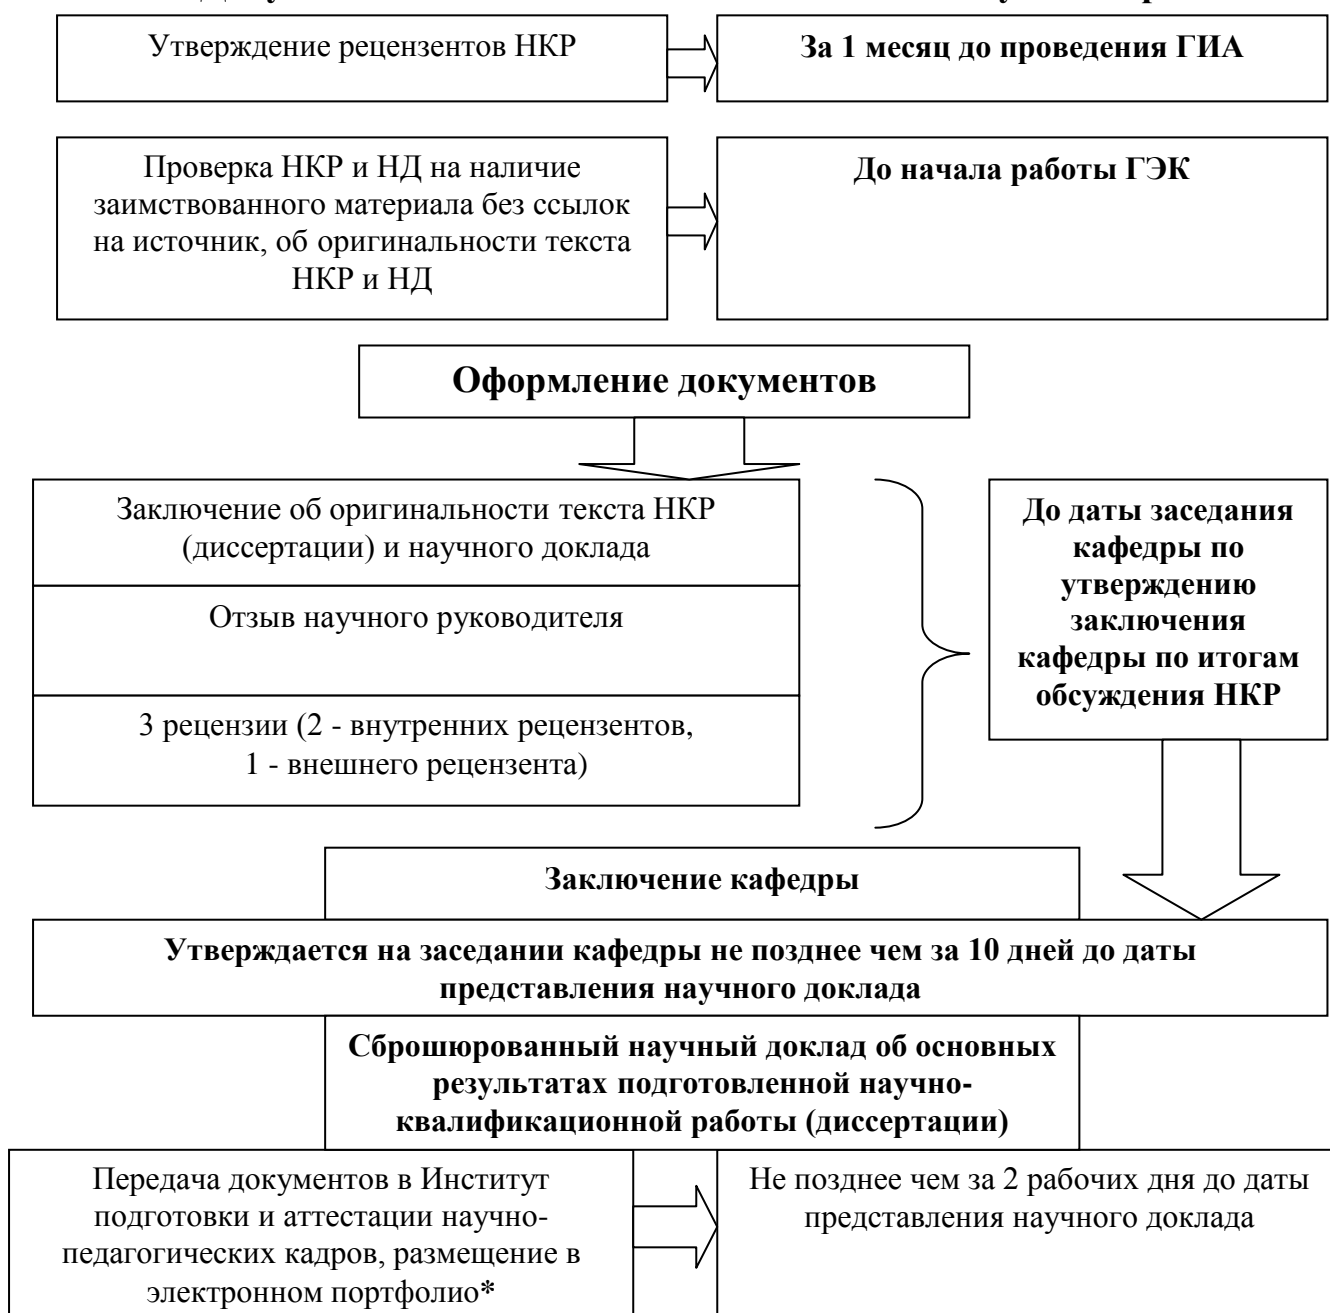 Утверждение рецензентов НКР
За 1 месяц до проведения ГИА
Проверка НКР и НД на наличие
заимствованного материала без ссылок
на источник, об оригинальности текста
НКР и НД
До начала работы ГЭК
Оформление документов
Заключение об оригинальности текста НКР
(диссертации) и научного доклада
Отзыв научного руководителя
3 рецензии (2 - внутренних рецензентов,
1 - внешнего рецензента)
До даты заседания
кафедры по
утверждению
заключения
кафедры по итогам
обсуждения НКР
Заключение кафедры
Утверждается на заседании кафедры не позднее чем за 10 дней до даты
представления научного доклада
Сброшюрованный научный доклад об основных
результатах подготовленной научно-
квалификационной работы (диссертации)
Передача документов в Институт
подготовки и аттестации научно-
педагогических кадров, размещение в
электронном портфолио*
Не позднее чем за 2 рабочих дня до даты
представления научного доклада